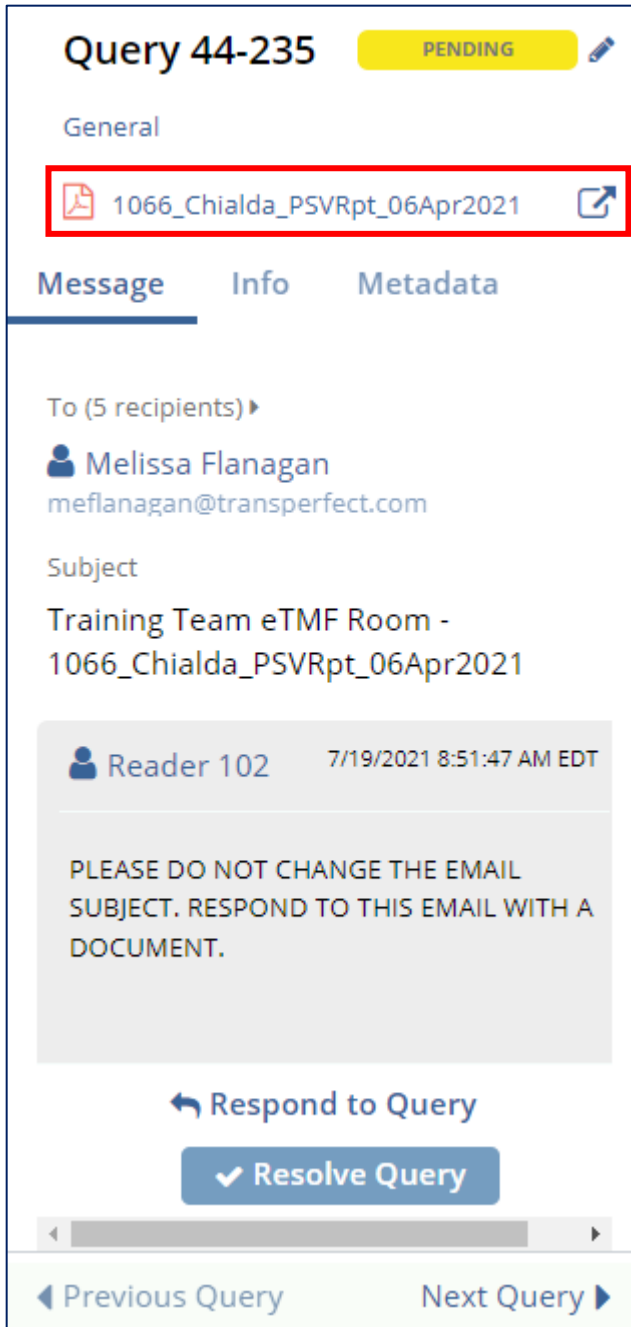 Query 44-235 PENDING
General
1066_Chialda_PSVRpt_06Apr2021
Message Info Metadata
To (5 recipients)
Melissa Flanagan
meflanagan@transperfect.com
Subject
Training Team eTMF Room -
1066_Chialda_PSVRpt_06Apr2021
Reader 102 7/19/2021 8:51:47 AM EDT
PLEASE DO NOT CHANGE THE EMAIL
SUBJECT. RESPOND TO THIS EMAIL WITH A
DOCUMENT.
Respond to Query
Resolve Query
Previous Query Next Query